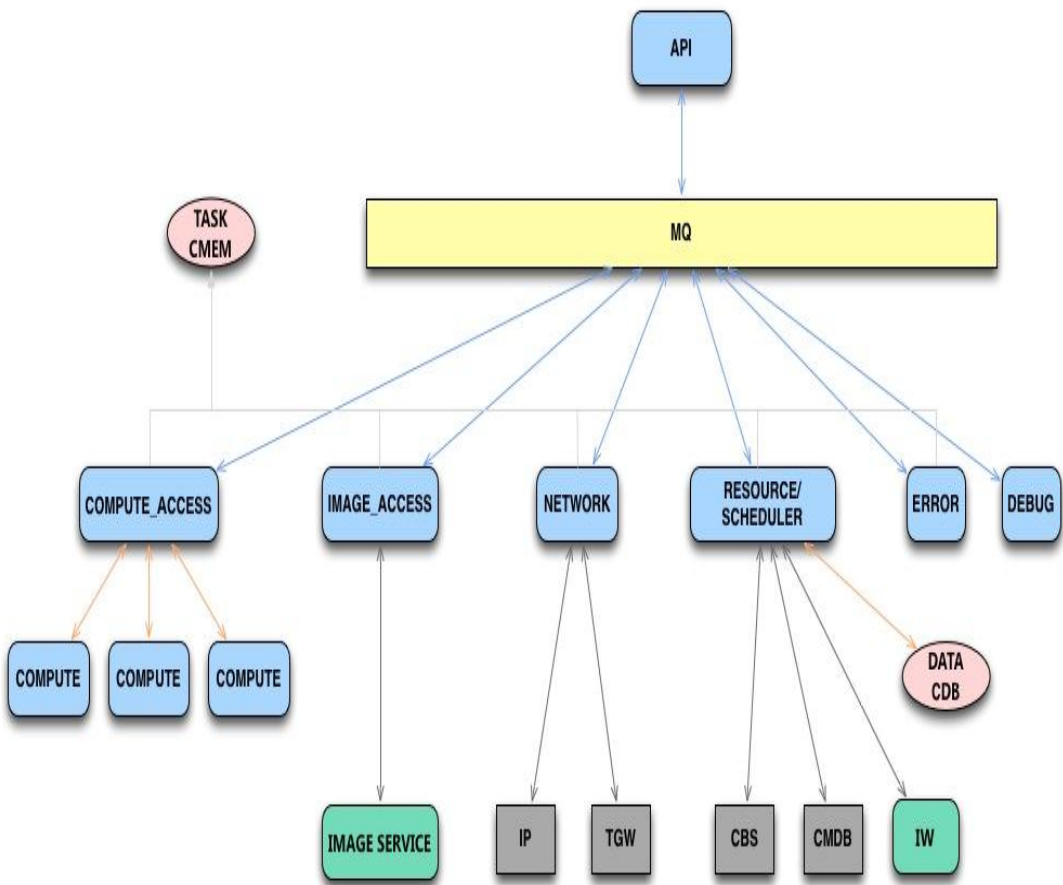 API
TASK
CMEM
MQ
COMPUTE_ACCESS
IMAGE_ACCESS
NETWORK
RESOURCE/
SCHEDULER
ERROR
DEBUG
COMPUTE
COMPUTE
COMPUTE
DATA
CDB
IMAGE SERVICE
IP
TGW
CBS
CMDB
IW